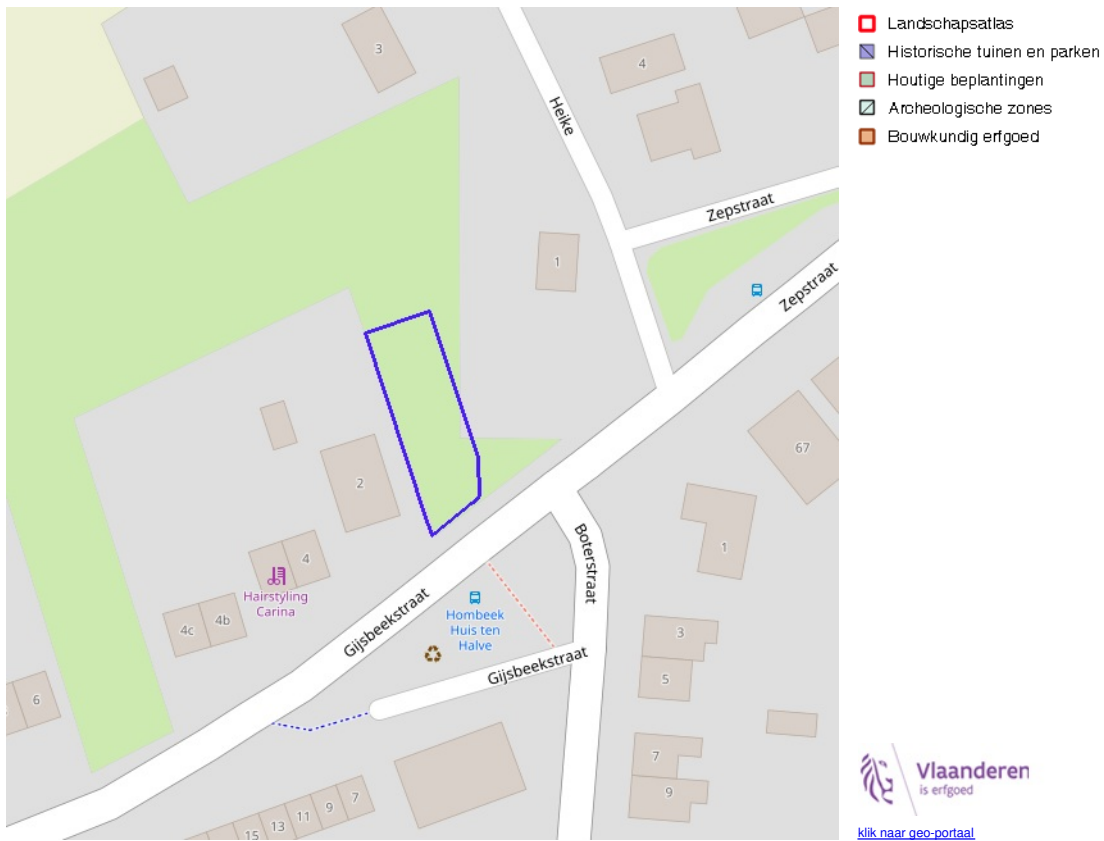 Landschapsatlas
Historische tuinen en parken
Houtige beplantingen
Archeologische zones
Bouwkundig erfgoed
3
4
Heike
Zepstraat
1
Zepstraat
67
2
Boterstraat
1
4
Hairstyling
Carina
4b
4c
Gijsbeekstraat
Hombeek
Huis ten
Halve
3
Gijsbeekstraat
5
6
7
9
7
9
11
13
15
Vlaanderen
is erfgoed
klik naar geo-portaal